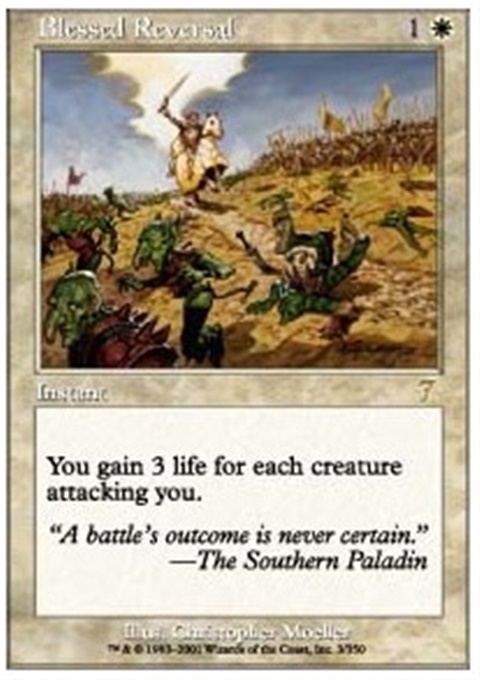 Blessed Reversal 1
Instant 7
You gain 3 life for each creature
attacking you.
“A battle’s outcome is never certain.”
—The Southern Paladin
Illus. Christopher Moeller
™ & © 1993–2001 Wizards of the Coast, Inc. 3/350